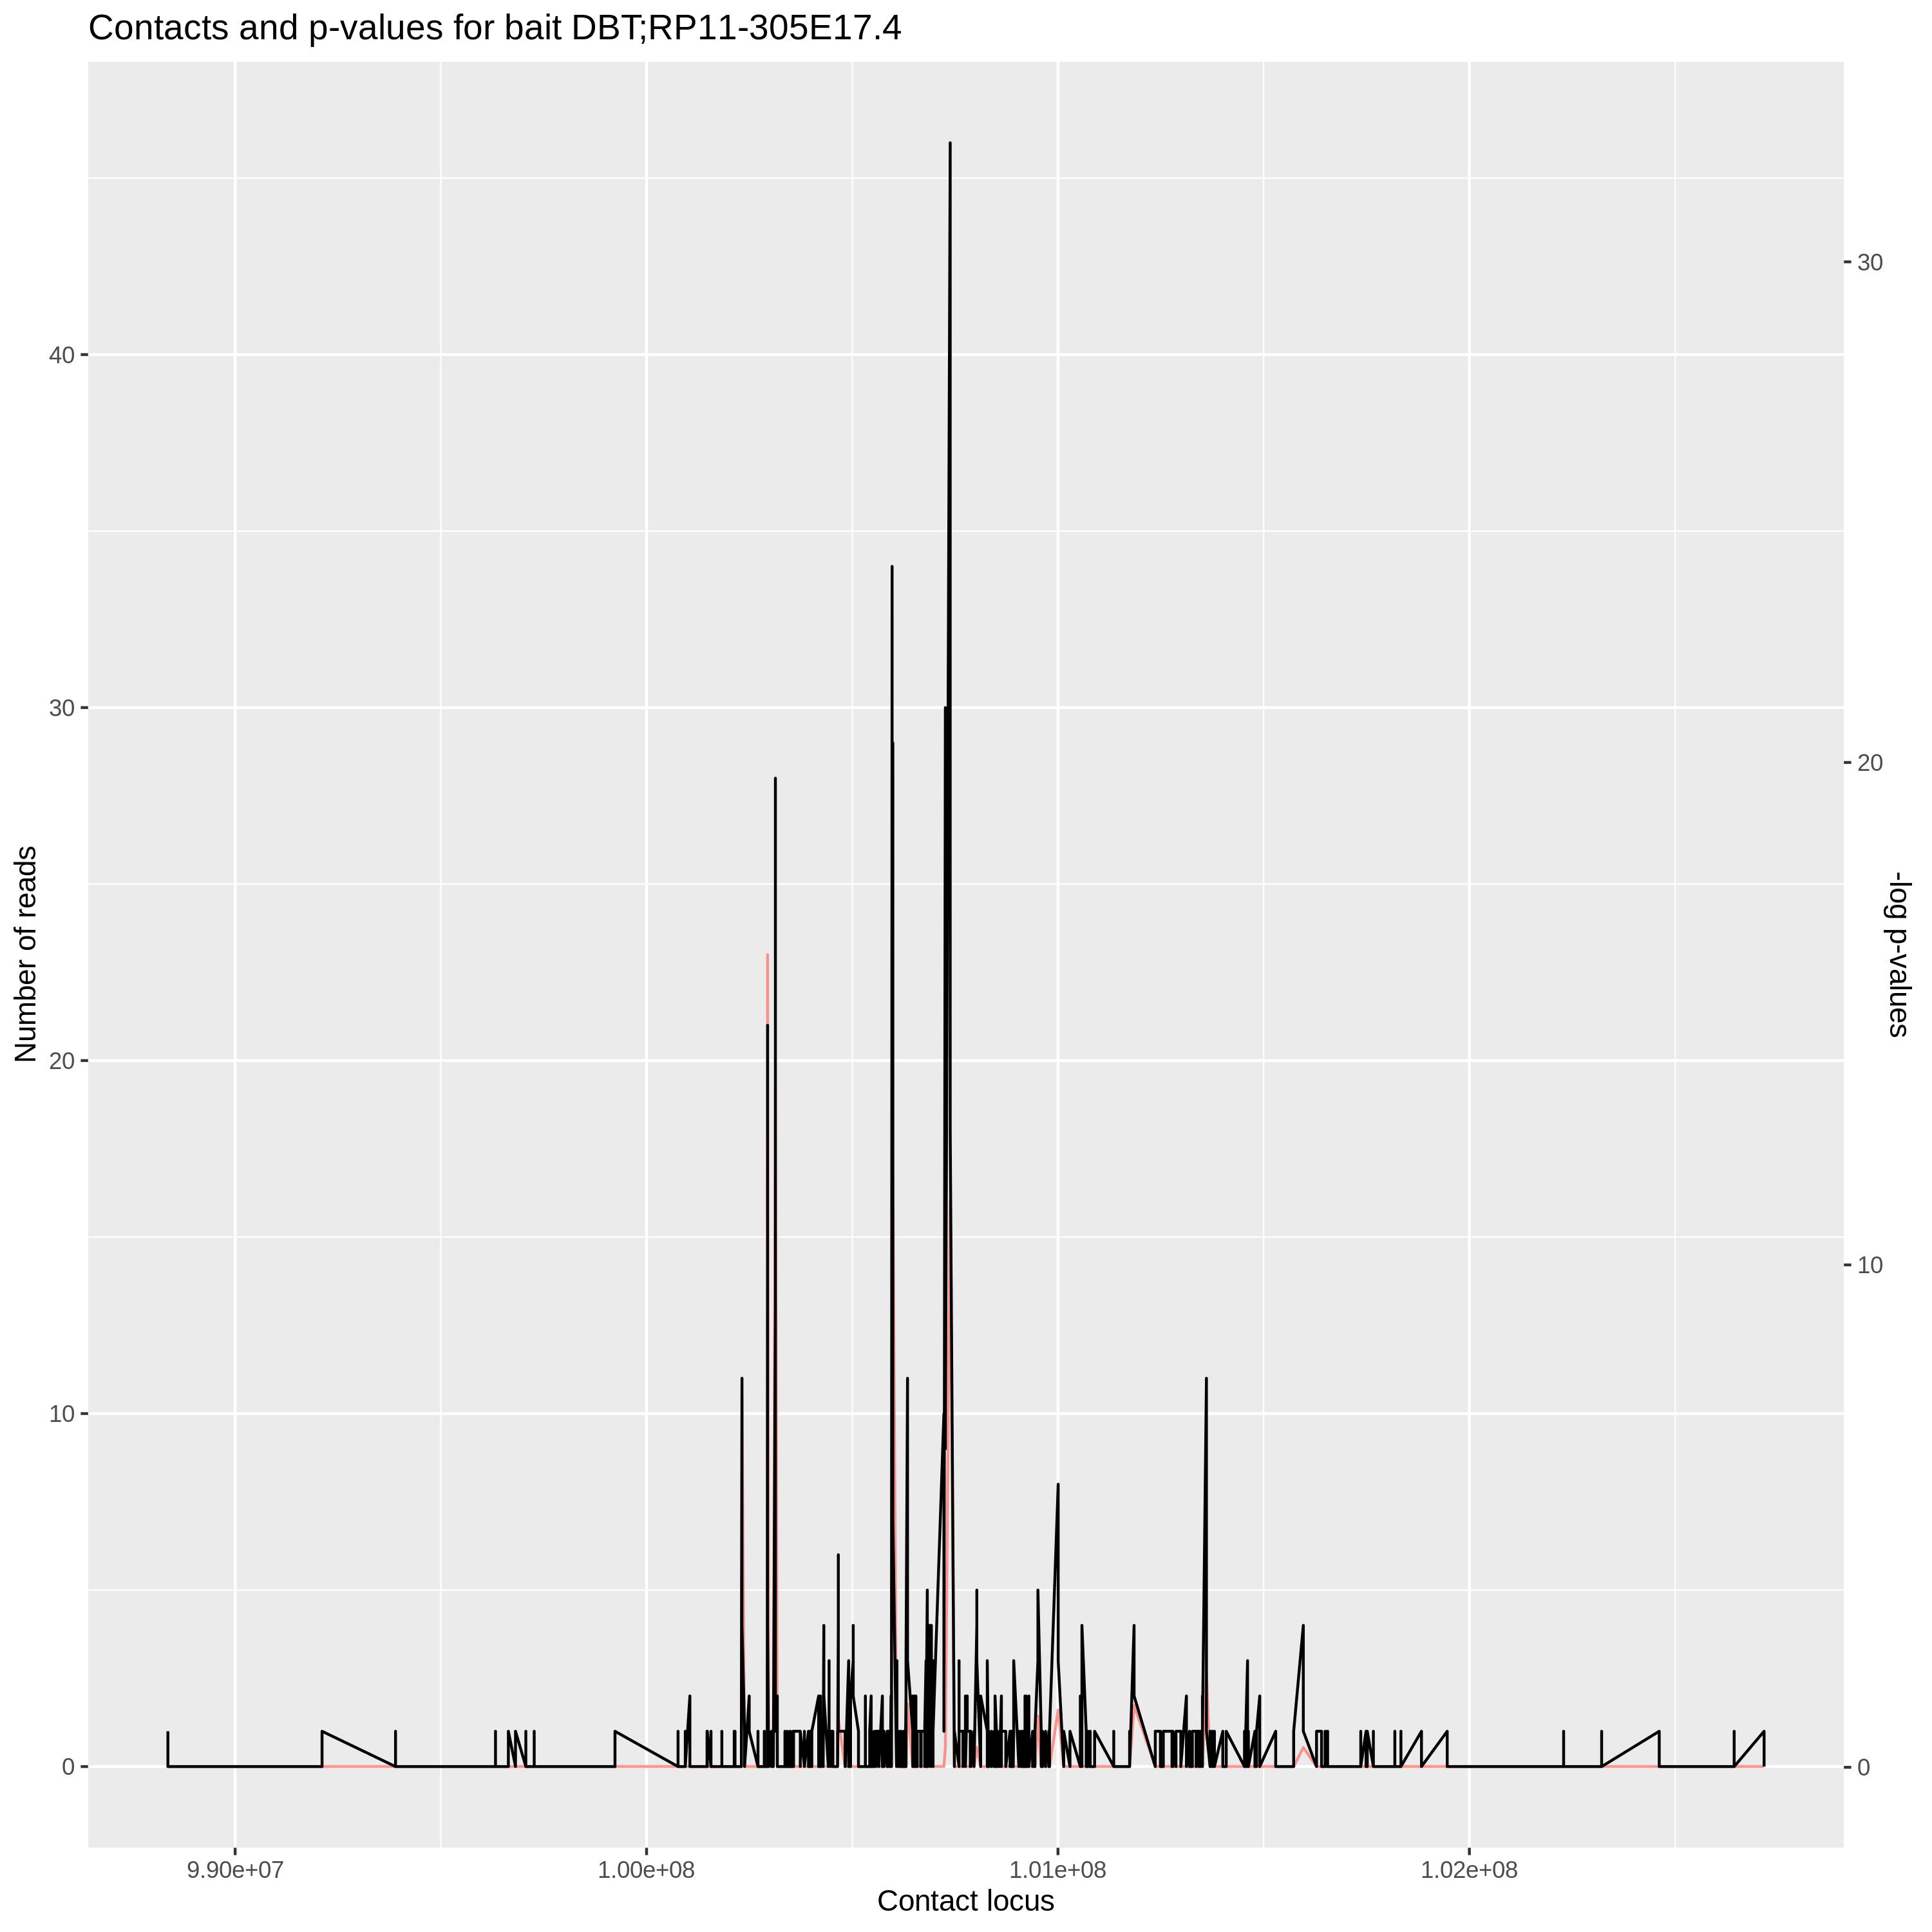 Contacts and p-values for bait DBT;RP11-305E17.4
Number of reads
40
30
20
10
0
30
20
10
0
-log p-values
9.90e+07 1.00e+08 1.01e+08 1.02e+08
Contact locus